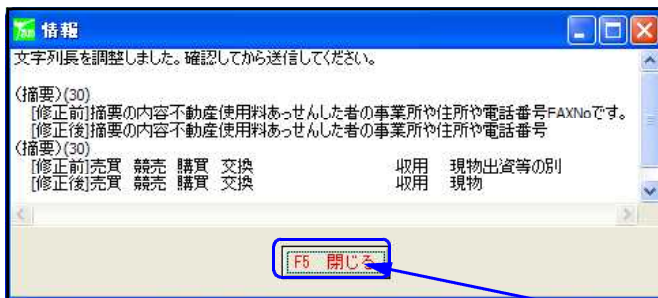 情報
文字列長を調整しました。確認してから送信してください。
(摘要)(30)
[修正前]摘要の内容不動産使用料あっせんした者の事業所や住所や電話番号FAXNoです。
[修正後]摘要の内容不動産使用料あっせんした者の事業所や住所や電話番号
(摘要)(30)
[修正前]売買 競売 購買 交換 収用 現物出資等の別
[修正後]売買 競売 購買 交換 収用 現物
F5 閉じる